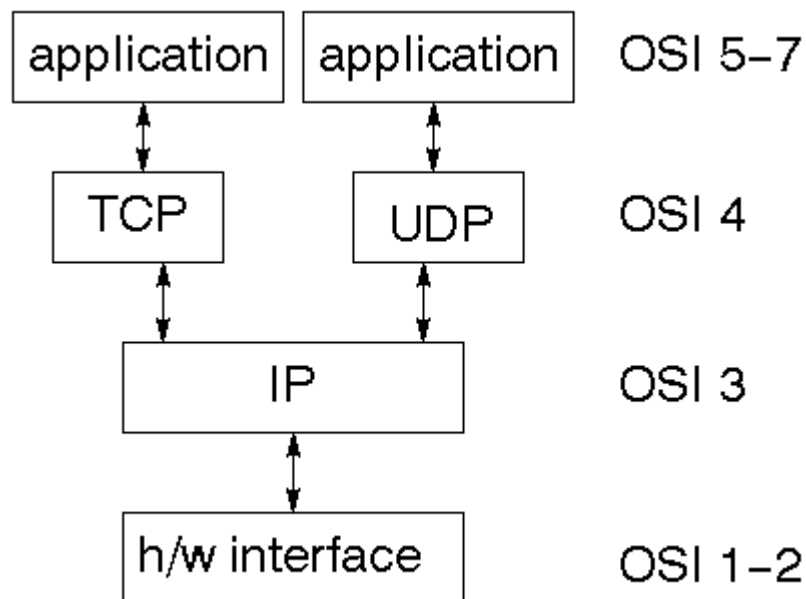 application application OSI 5-7
TCP UDP OSI 4
IP OSI 3
h/w interface OSI 1-2